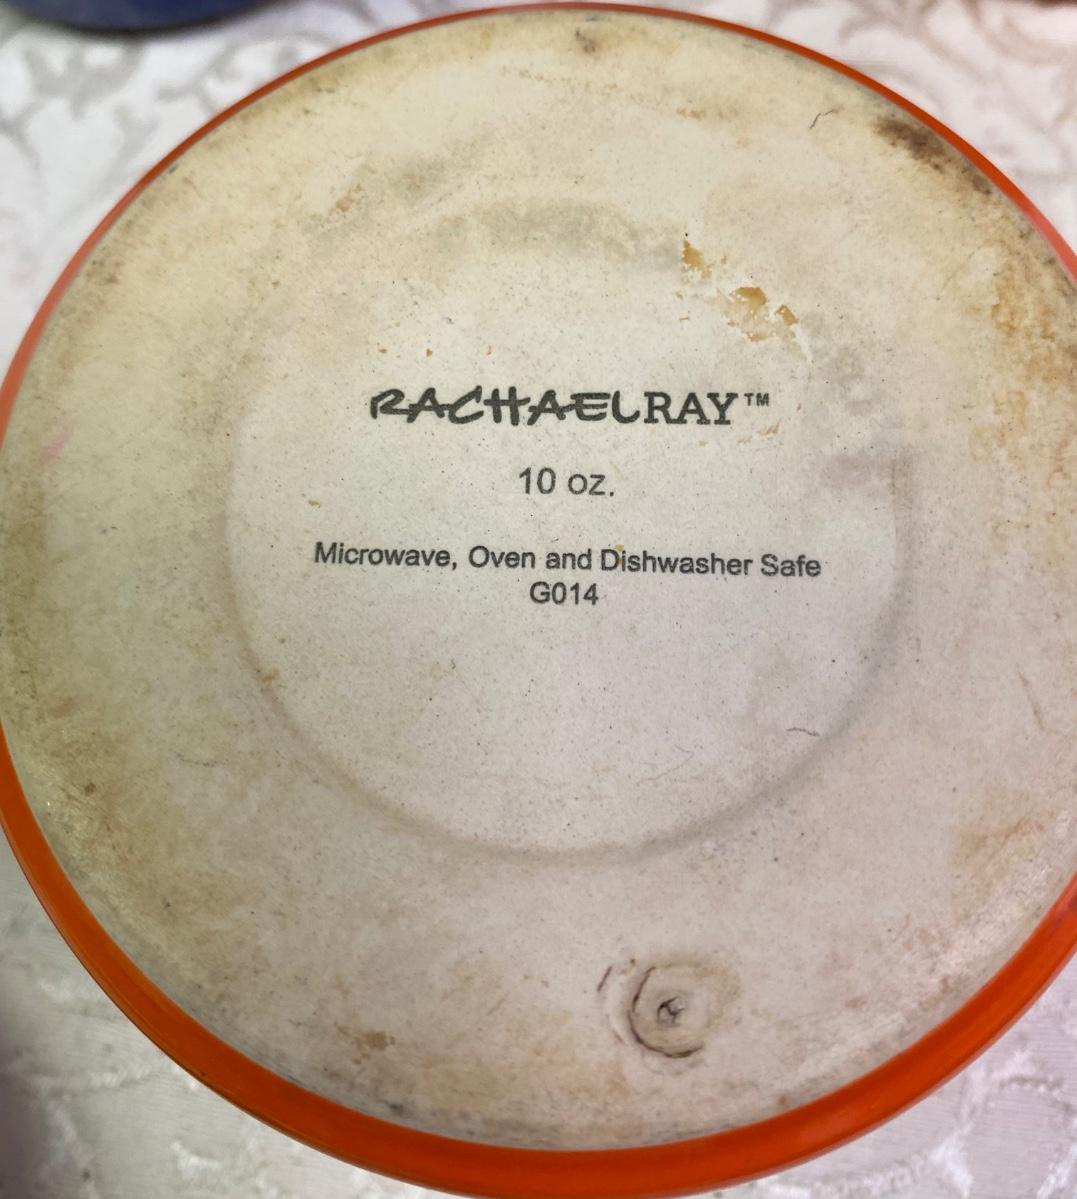 RACHAELRAY™
10 oz.
Microwave, Oven and Dishwasher Safe
G014